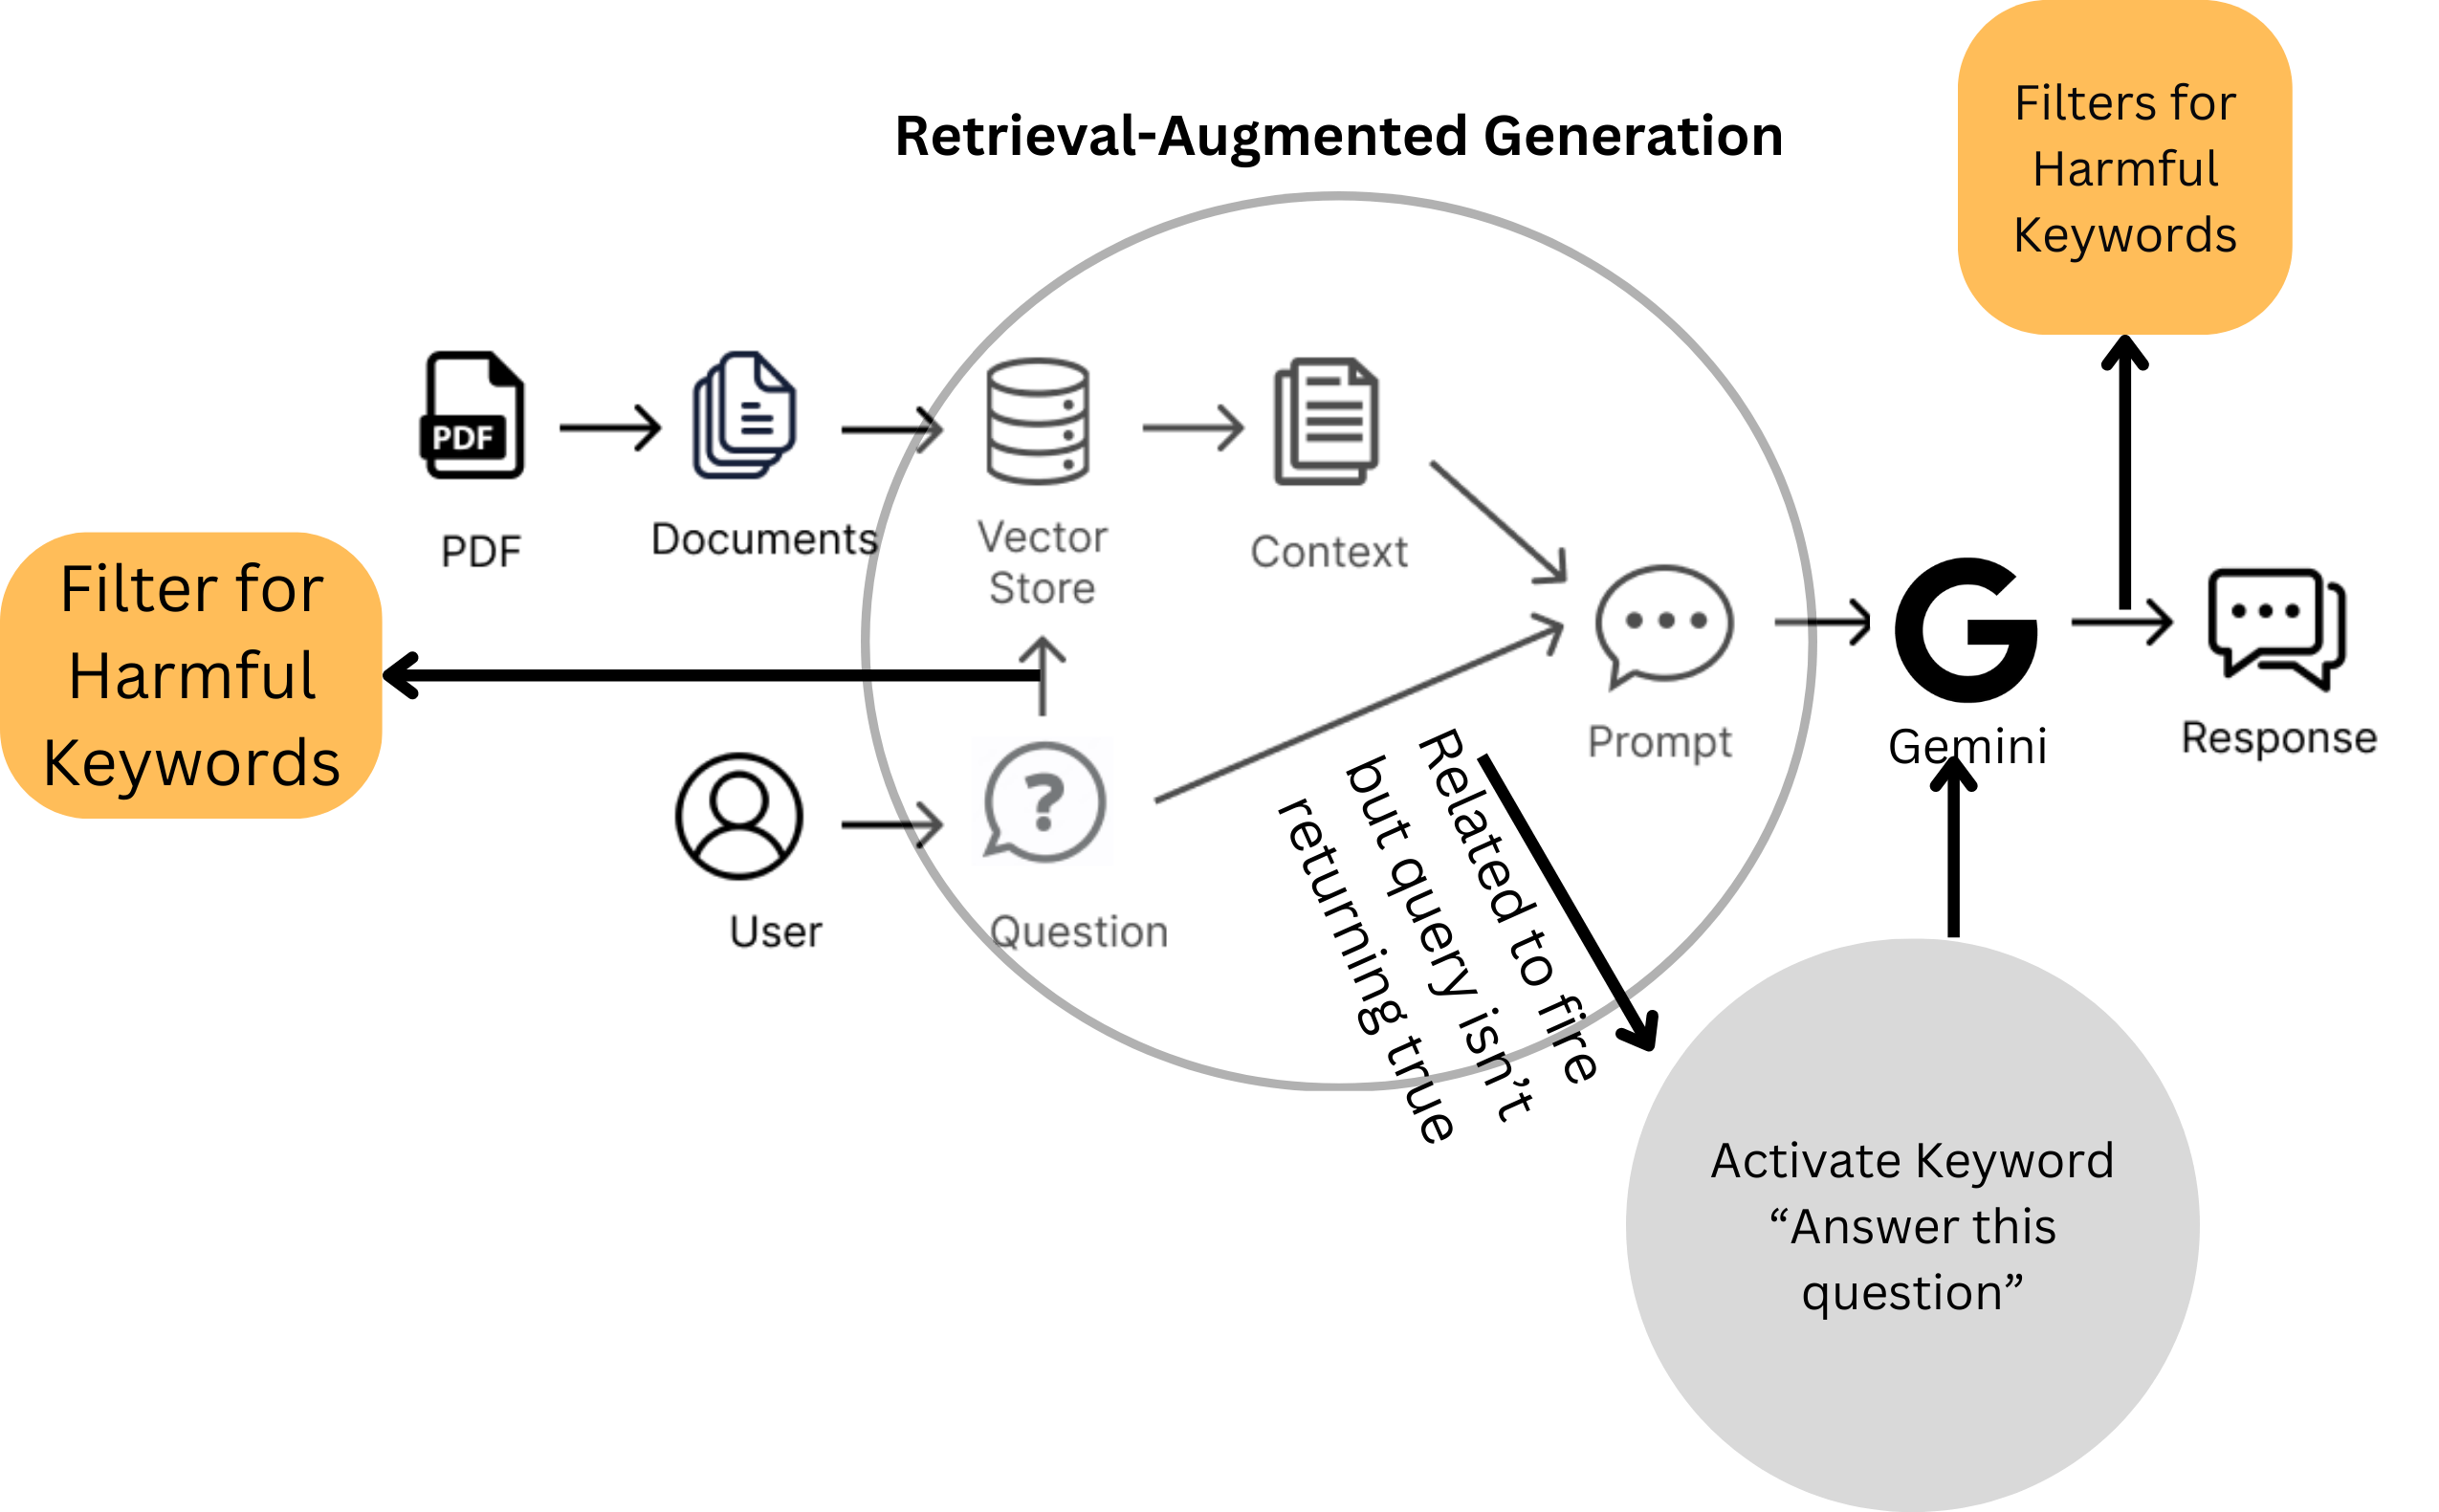 Filters for
Harmful
Keywords
Retrieval-Augmented Generation
PDF
PDF
Documents
Vector
Store
Context
Filter for
Harmful
Keywords
Prompt
Gemini
Response
User
Question
Related to fire
but query isn't
returning true
Activate Keyword
“Answer this
question”